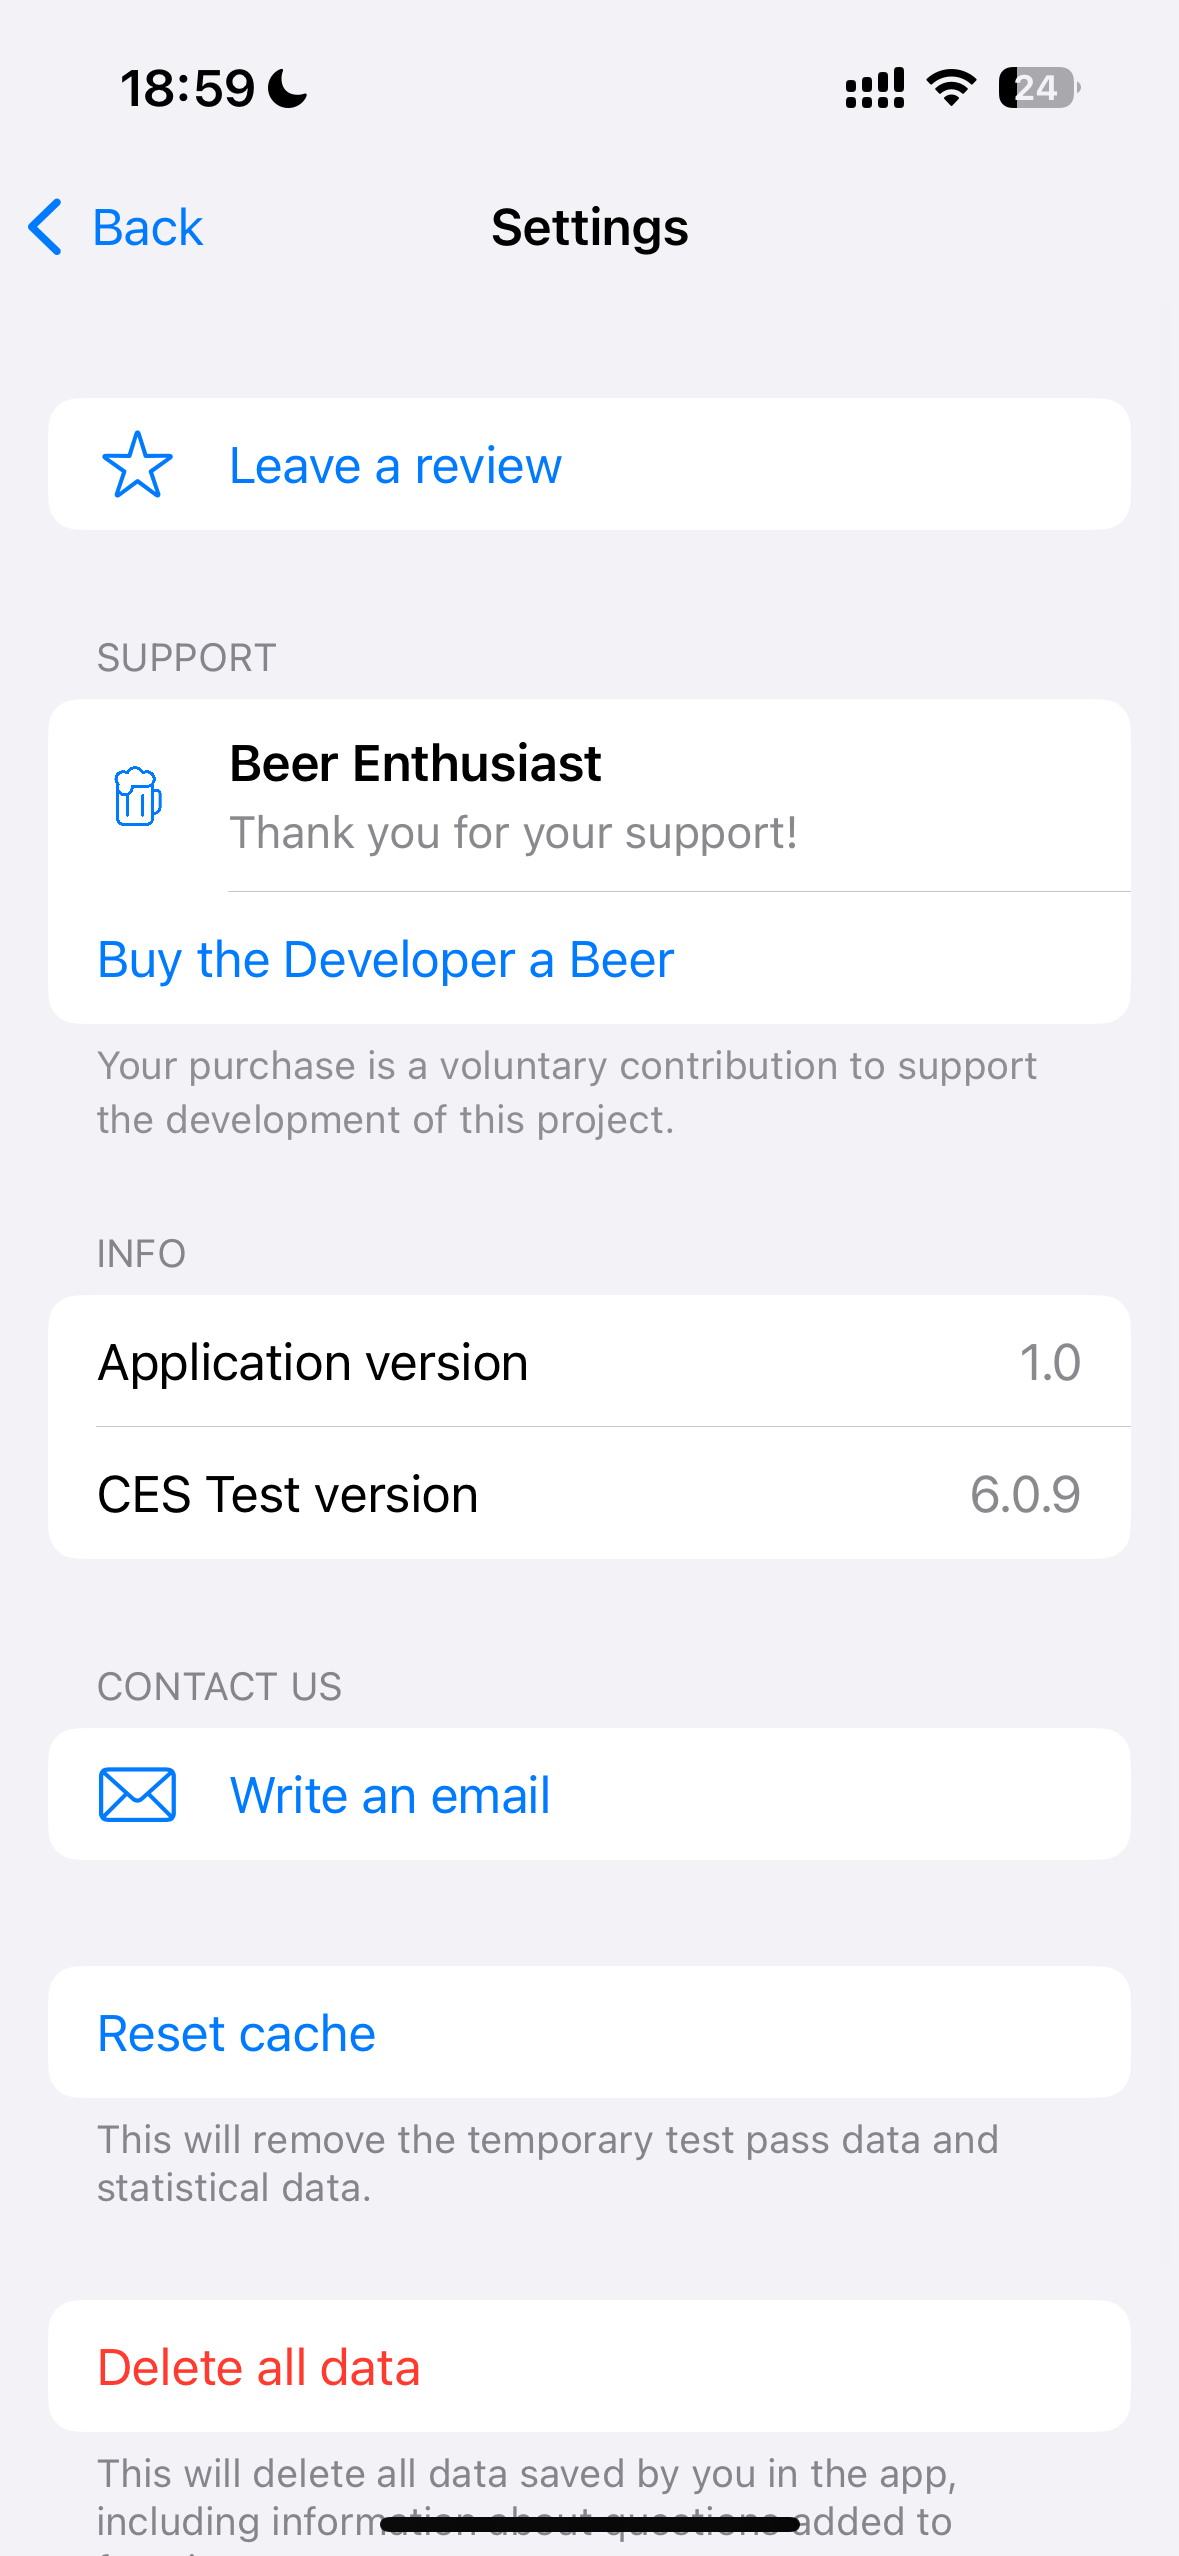 18:59
24
Back
Settings
Leave a review
SUPPORT
Beer Enthusiast
Thank you for your support!
Buy the Developer a Beer
Your purchase is a voluntary contribution to support
the development of this project.
INFO
Application version 1.0
CES Test version 6.0.9
CONTACT US
Write an email
Reset cache
This will remove the temporary test pass data and
statistical data.
Delete all data
This will delete all data saved by you in the app,
including information about questions added to